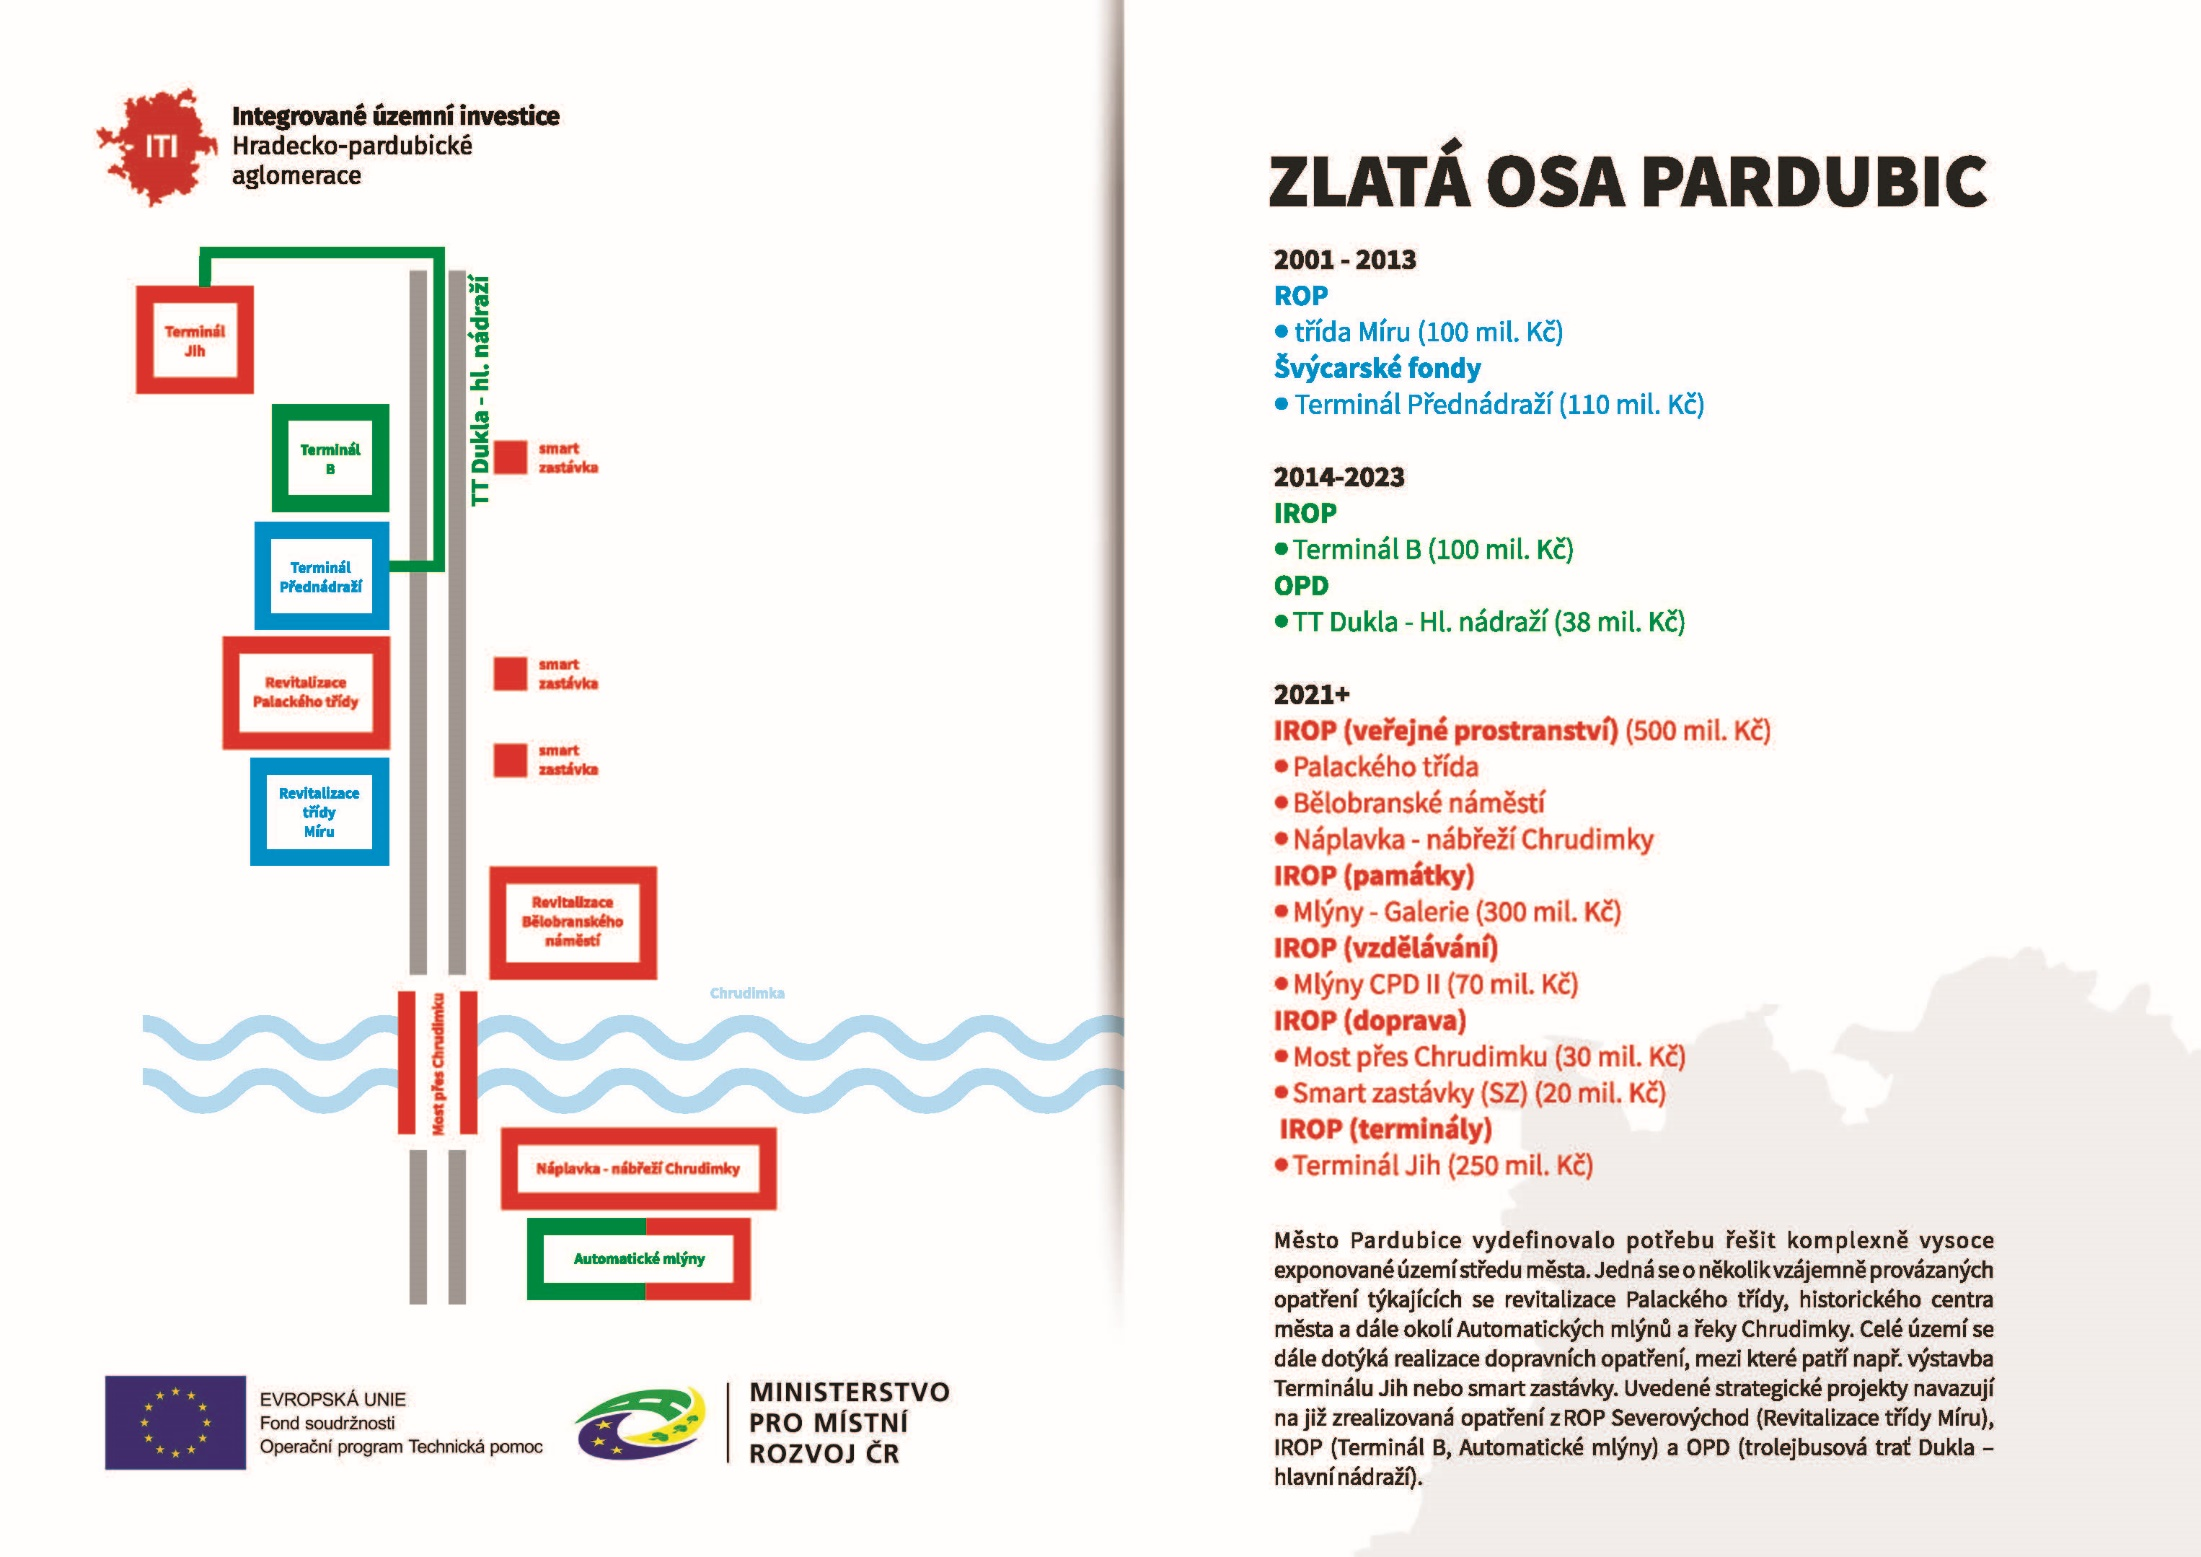 ITI
Integrované územní investice
Hradecko-pardubické
aglomerace
Terminál
Jih
TT Dukla - hl. nádraží
Terminál
B
smart
zastávka
Terminál
Přednádraží
Revitalizace
Palackého třídy
smart
zastávka
smart
zastávka
Revitalizace
třídy
Míru
Revitalizace
Bělobranského
náměstí
Chrudimka
Most přes Chrudimku
Náplavka - nábřeží Chrudimky
Automatické mlýny
EVROPSKÁ UNIE
Fond soudržnosti
Operační program Technická pomoc
MINISTERSTVO
PRO MÍSTNÍ
ROZVOJ ČR
ZLATÁ OSA PARDUBIC
2001 - 2013
ROP
• třída Míru (100 mil. Kč)
Švýcarské fondy
• Terminál Přednádraží (110 mil. Kč)
2014-2023
IROP
• Terminál B (100 mil. Kč)
OPD
• TT Dukla - Hl. nádraží (38 mil. Kč)
2021+
IROP (veřejné prostranství) (500 mil. Kč)
• Palackého třída
• Bělobranské náměstí
• Náplavka - nábřeží Chrudimky
IROP (památky)
• Mlýny - Galerie (300 mil. Kč)
IROP (vzdělávání)
• Mlýny CPD II (70 mil. Kč)
IROP (doprava)
• Most přes Chrudimku (30 mil. Kč)
• Smart zastávky (SZ) (20 mil. Kč)
IROP (terminály)
• Terminál Jih (250 mil. Kč)
Město Pardubice vydefinovalo potřebu řešit komplexně vysoce
exponované území středu města. Jedná se o několik vzájemně provázaných
opatření týkajících se revitalizace Palackého třídy, historického centra
města a dále okolí Automatických mlýnů a řeky Chrudimky. Celé území se
dále dotýká realizace dopravních opatření, mezi které patří např. výstavba
Terminálu Jih nebo smart zastávky. Uvedené strategické projekty navazují
na již zrealizovaná opatření z ROP Severovýchod (Revitalizace třídy Míru),
IROP (Terminál B, Automatické mlýny) a OPD (trolejbusová trať Dukla –
hlavní nádraží).